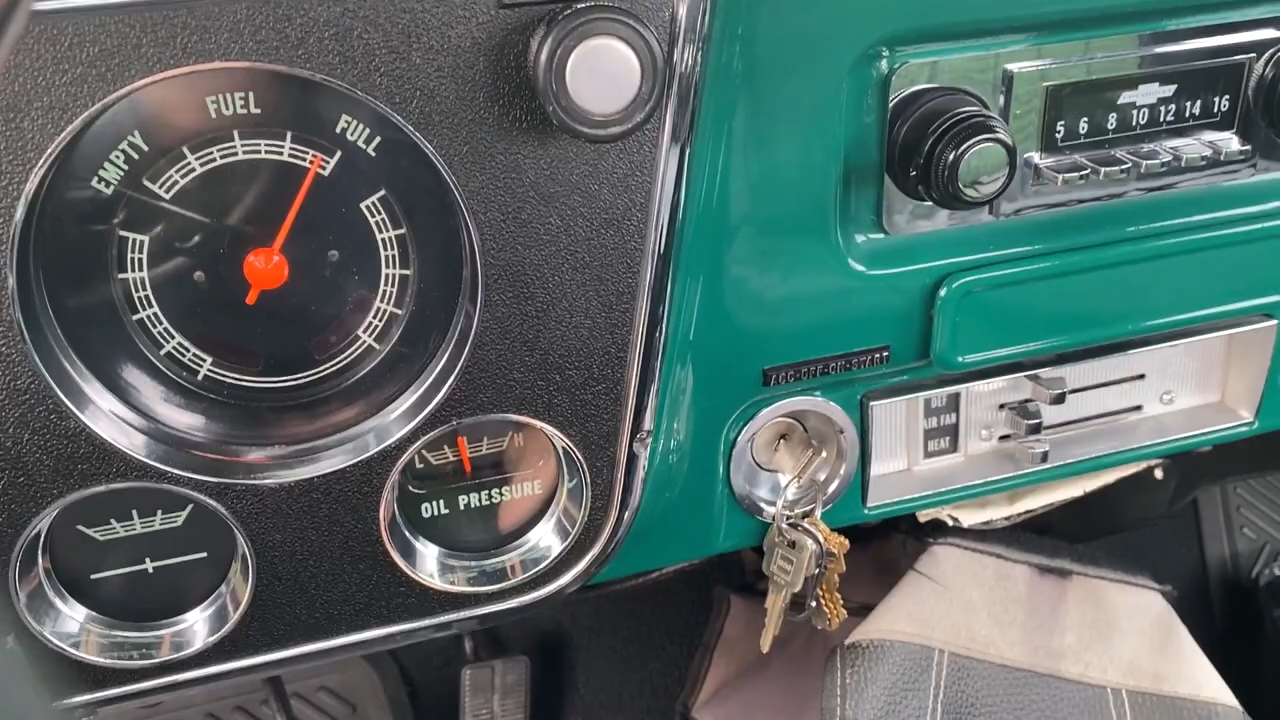 EMPTY
FUEL
FULL
L H
OIL PRESSURE
ACC-OFF-ON-START
CHEVROLET
5 6 8 10 12 14 16
DEF
AIR FAN
HEAT